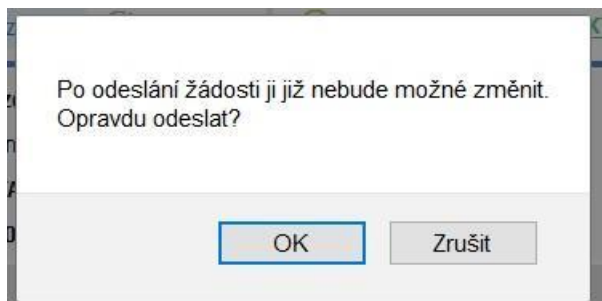 Po odeslání žádosti ji již nebude možné změnit.
Opravdu odeslat?
OK
Zrušit